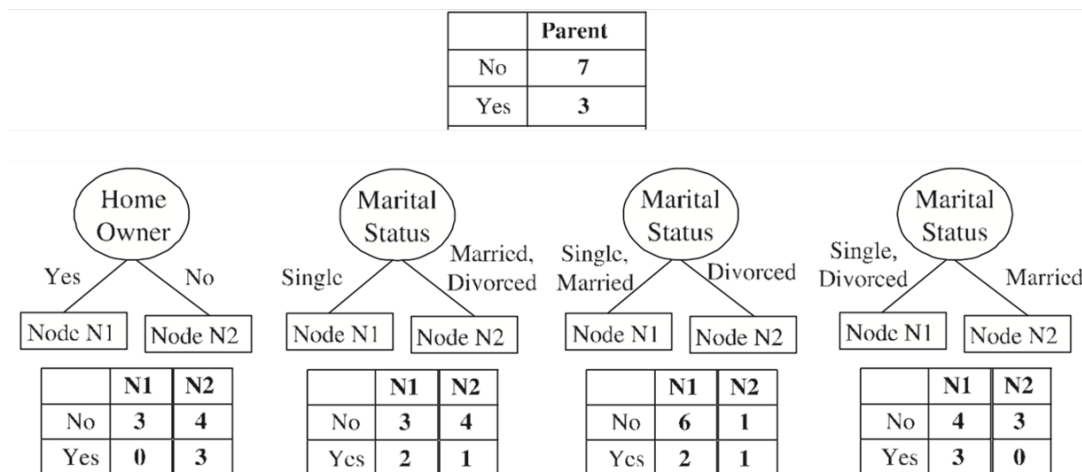 Parent
No 7
Yes 3
Home
Owner
Yes No
Node N1 Node N2
N1 N2
No 3 4
Yes 0 3
Marital
Status
Single
Married,
Divorced
Node N1 Node N2
N1 N2
No 3 4
Yes 2 1
Marital
Status
Single,
Married
Divorced
Node N1 Node N2
N1 N2
No 6 1
Yes 2 1
Marital
Status
Single,
Divorced
Married
Node N1 Node N2
N1 N2
No 4 3
Yes 3 0